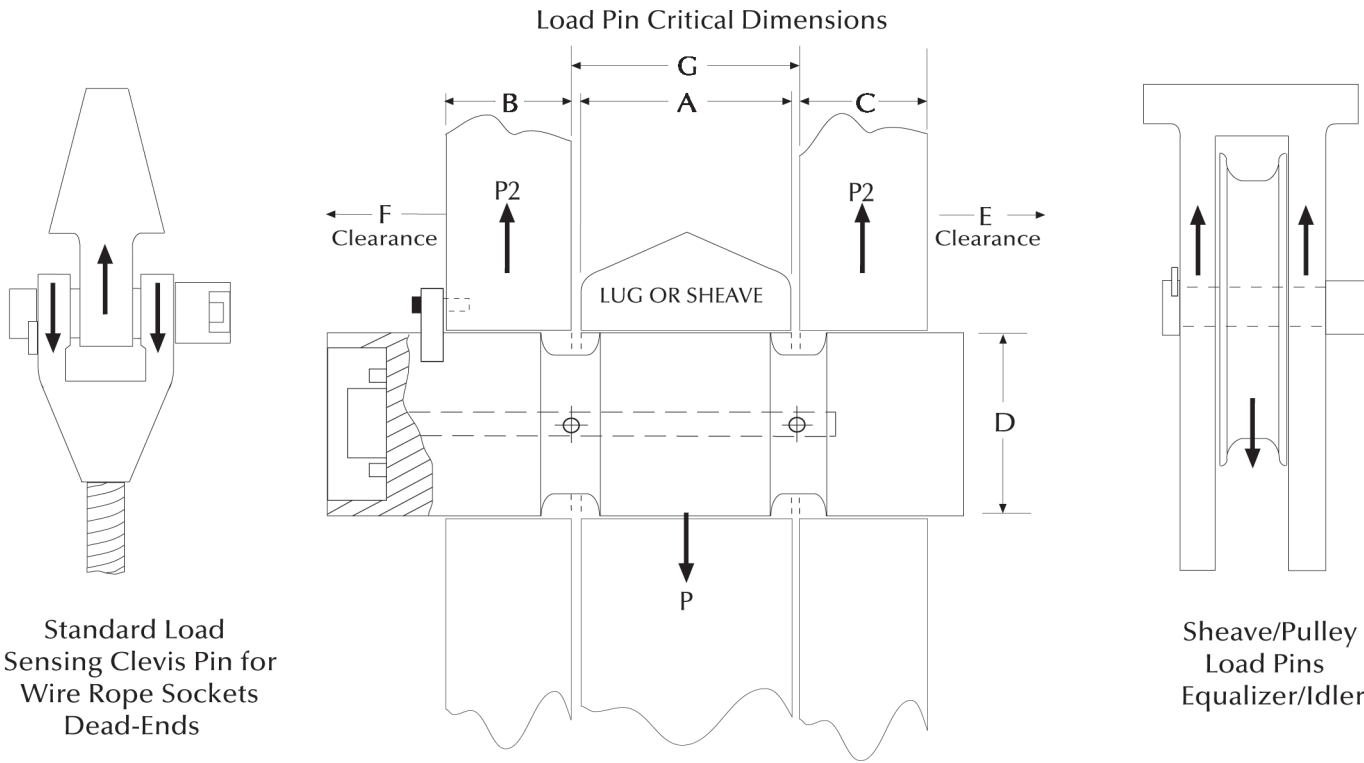 Load Pin Critical Dimensions
G
B
A
C
P2
P2
F
Clearance
E
Clearance
LUG OR SHEAVE
D
P
Standard Load
Sensing Clevis Pin for
Wire Rope Sockets
Dead-Ends
Sheave/Pulley
Load Pins
Equalizer/Idler